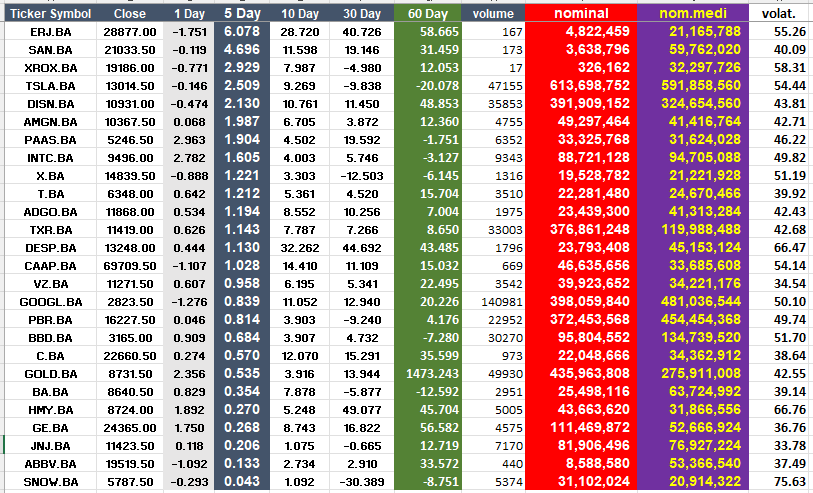 Ticker Symbol Close 1 Day 5 Day 10 Day 30 Day 60 Day volume nominal nom.medi volat.
ERJ.BA 28877.00 -1.751 6.078 28.720 40.726 58.665 167 4,822,459 21,165,788 55.26
SAN.BA 21033.50 -0.119 4.696 11.598 19.146 31.459 173 3,638,796 59,762,020 40.09
XROX.BA 19186.00 -0.771 2.929 7.987 -4.980 12.053 17 326,162 32,297,726 58.31
TSLA.BA 13014.50 -0.146 2.509 9.269 -9.838 -20.078 47155 613,698,752 591,858,560 54.44
DISN.BA 10931.00 -0.474 2.130 10.761 11.450 48.853 35853 391,909,152 324,654,560 43.81
AMGN.BA 10367.50 0.068 1.987 6.705 3.872 12.360 4755 49,297,464 41,416,764 42.71
PAAS.BA 5246.50 2.963 1.904 4.502 19.592 -1.751 6352 33,325,768 31,624,028 46.22
INTC.BA 9496.00 2.782 1.605 4.003 5.746 -3.127 9343 88,721,128 94,705,088 49.82
X.BA 14839.50 -0.888 1.221 3.303 -12.503 -6.145 1316 19,528,782 21,221,928 51.19
T.BA 6348.00 0.642 1.212 5.361 4.520 15.704 3510 22,281,480 24,670,466 39.92
ADGO.BA 11868.00 0.534 1.194 8.552 10.256 7.004 1975 23,439,300 41,313,284 42.43
TXR.BA 11419.00 0.626 1.143 7.787 7.266 8.650 33003 376,861,248 119,988,488 42.68
DESP.BA 13248.00 0.444 1.130 32.262 44.692 43.485 1796 23,793,408 45,153,124 66.47
CAAP.BA 69709.50 -1.107 1.028 14.410 11.109 15.032 669 46,635,656 33,685,608 54.14
VZ.BA 11271.50 0.607 0.958 6.195 5.341 22.495 3542 39,923,652 34,221,176 34.54
GOOGL.BA 2823.50 -1.276 0.839 11.052 12.940 20.226 140981 398,059,840 481,036,544 50.10
PBR.BA 16227.50 0.046 0.814 3.903 -9.240 4.176 22952 372,453,568 454,454,368 49.74
BBD.BA 3165.00 0.909 0.684 3.907 4.732 -7.280 30270 95,804,552 134,739,520 51.70
C.BA 22660.50 0.274 0.570 12.070 15.291 35.599 973 22,048,666 34,362,912 38.64
GOLD.BA 8731.50 2.356 0.535 3.916 13.944 1473.243 49930 435,963,808 275,911,008 42.55
BA.BA 8640.50 0.829 0.354 7.878 -5.877 -12.592 2951 25,498,116 63,724,992 39.14
HMY.BA 8724.00 1.892 0.270 5.248 49.077 45.704 5005 43,663,620 31,866,556 66.76
GE.BA 24365.00 1.750 0.268 8.743 16.822 56.582 4575 111,469,872 52,666,924 36.76
JNJ.BA 11423.50 0.118 0.206 1.075 -0.665 12.719 7170 81,906,496 76,927,224 33.78
ABBV.BA 19519.50 -1.092 0.133 2.734 2.910 33.572 440 8,588,580 53,366,540 37.49
SNOW.BA 5787.50 -0.293 0.043 1.092 -30.389 -8.751 5374 31,102,024 20,914,322 75.63